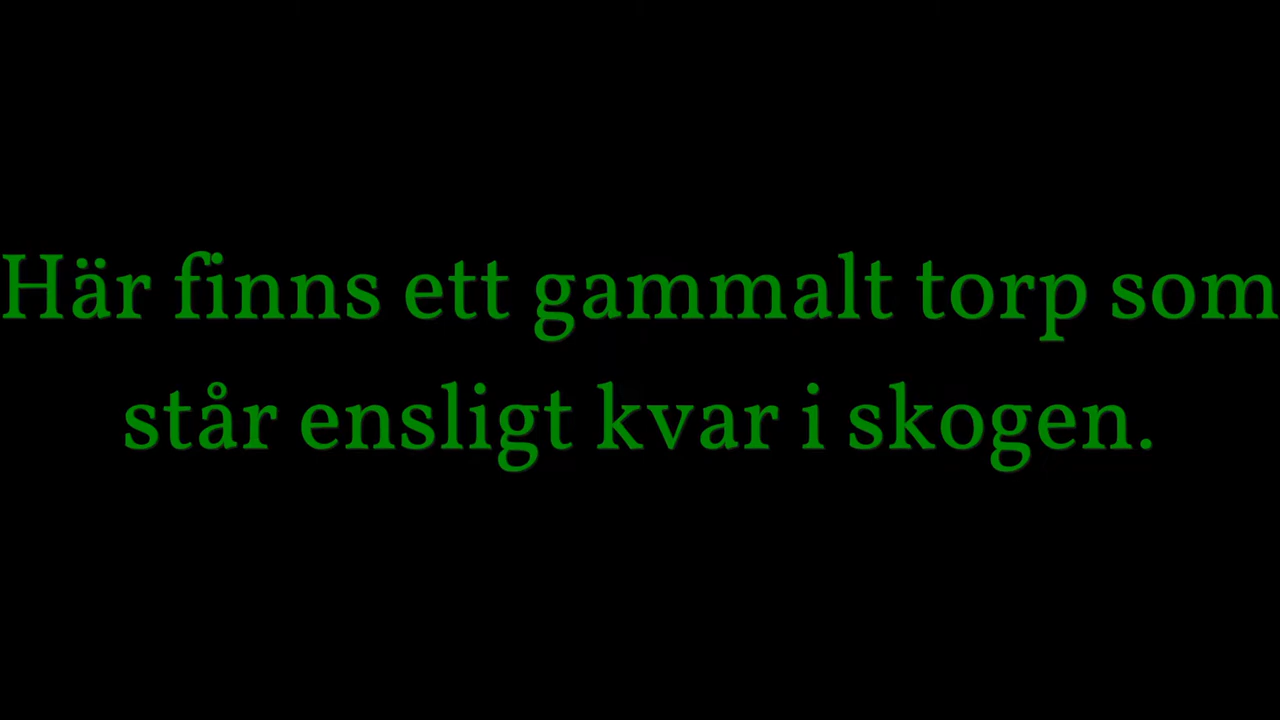 Här finns ett gammalt torp som
står ensligt kvar i skogen.